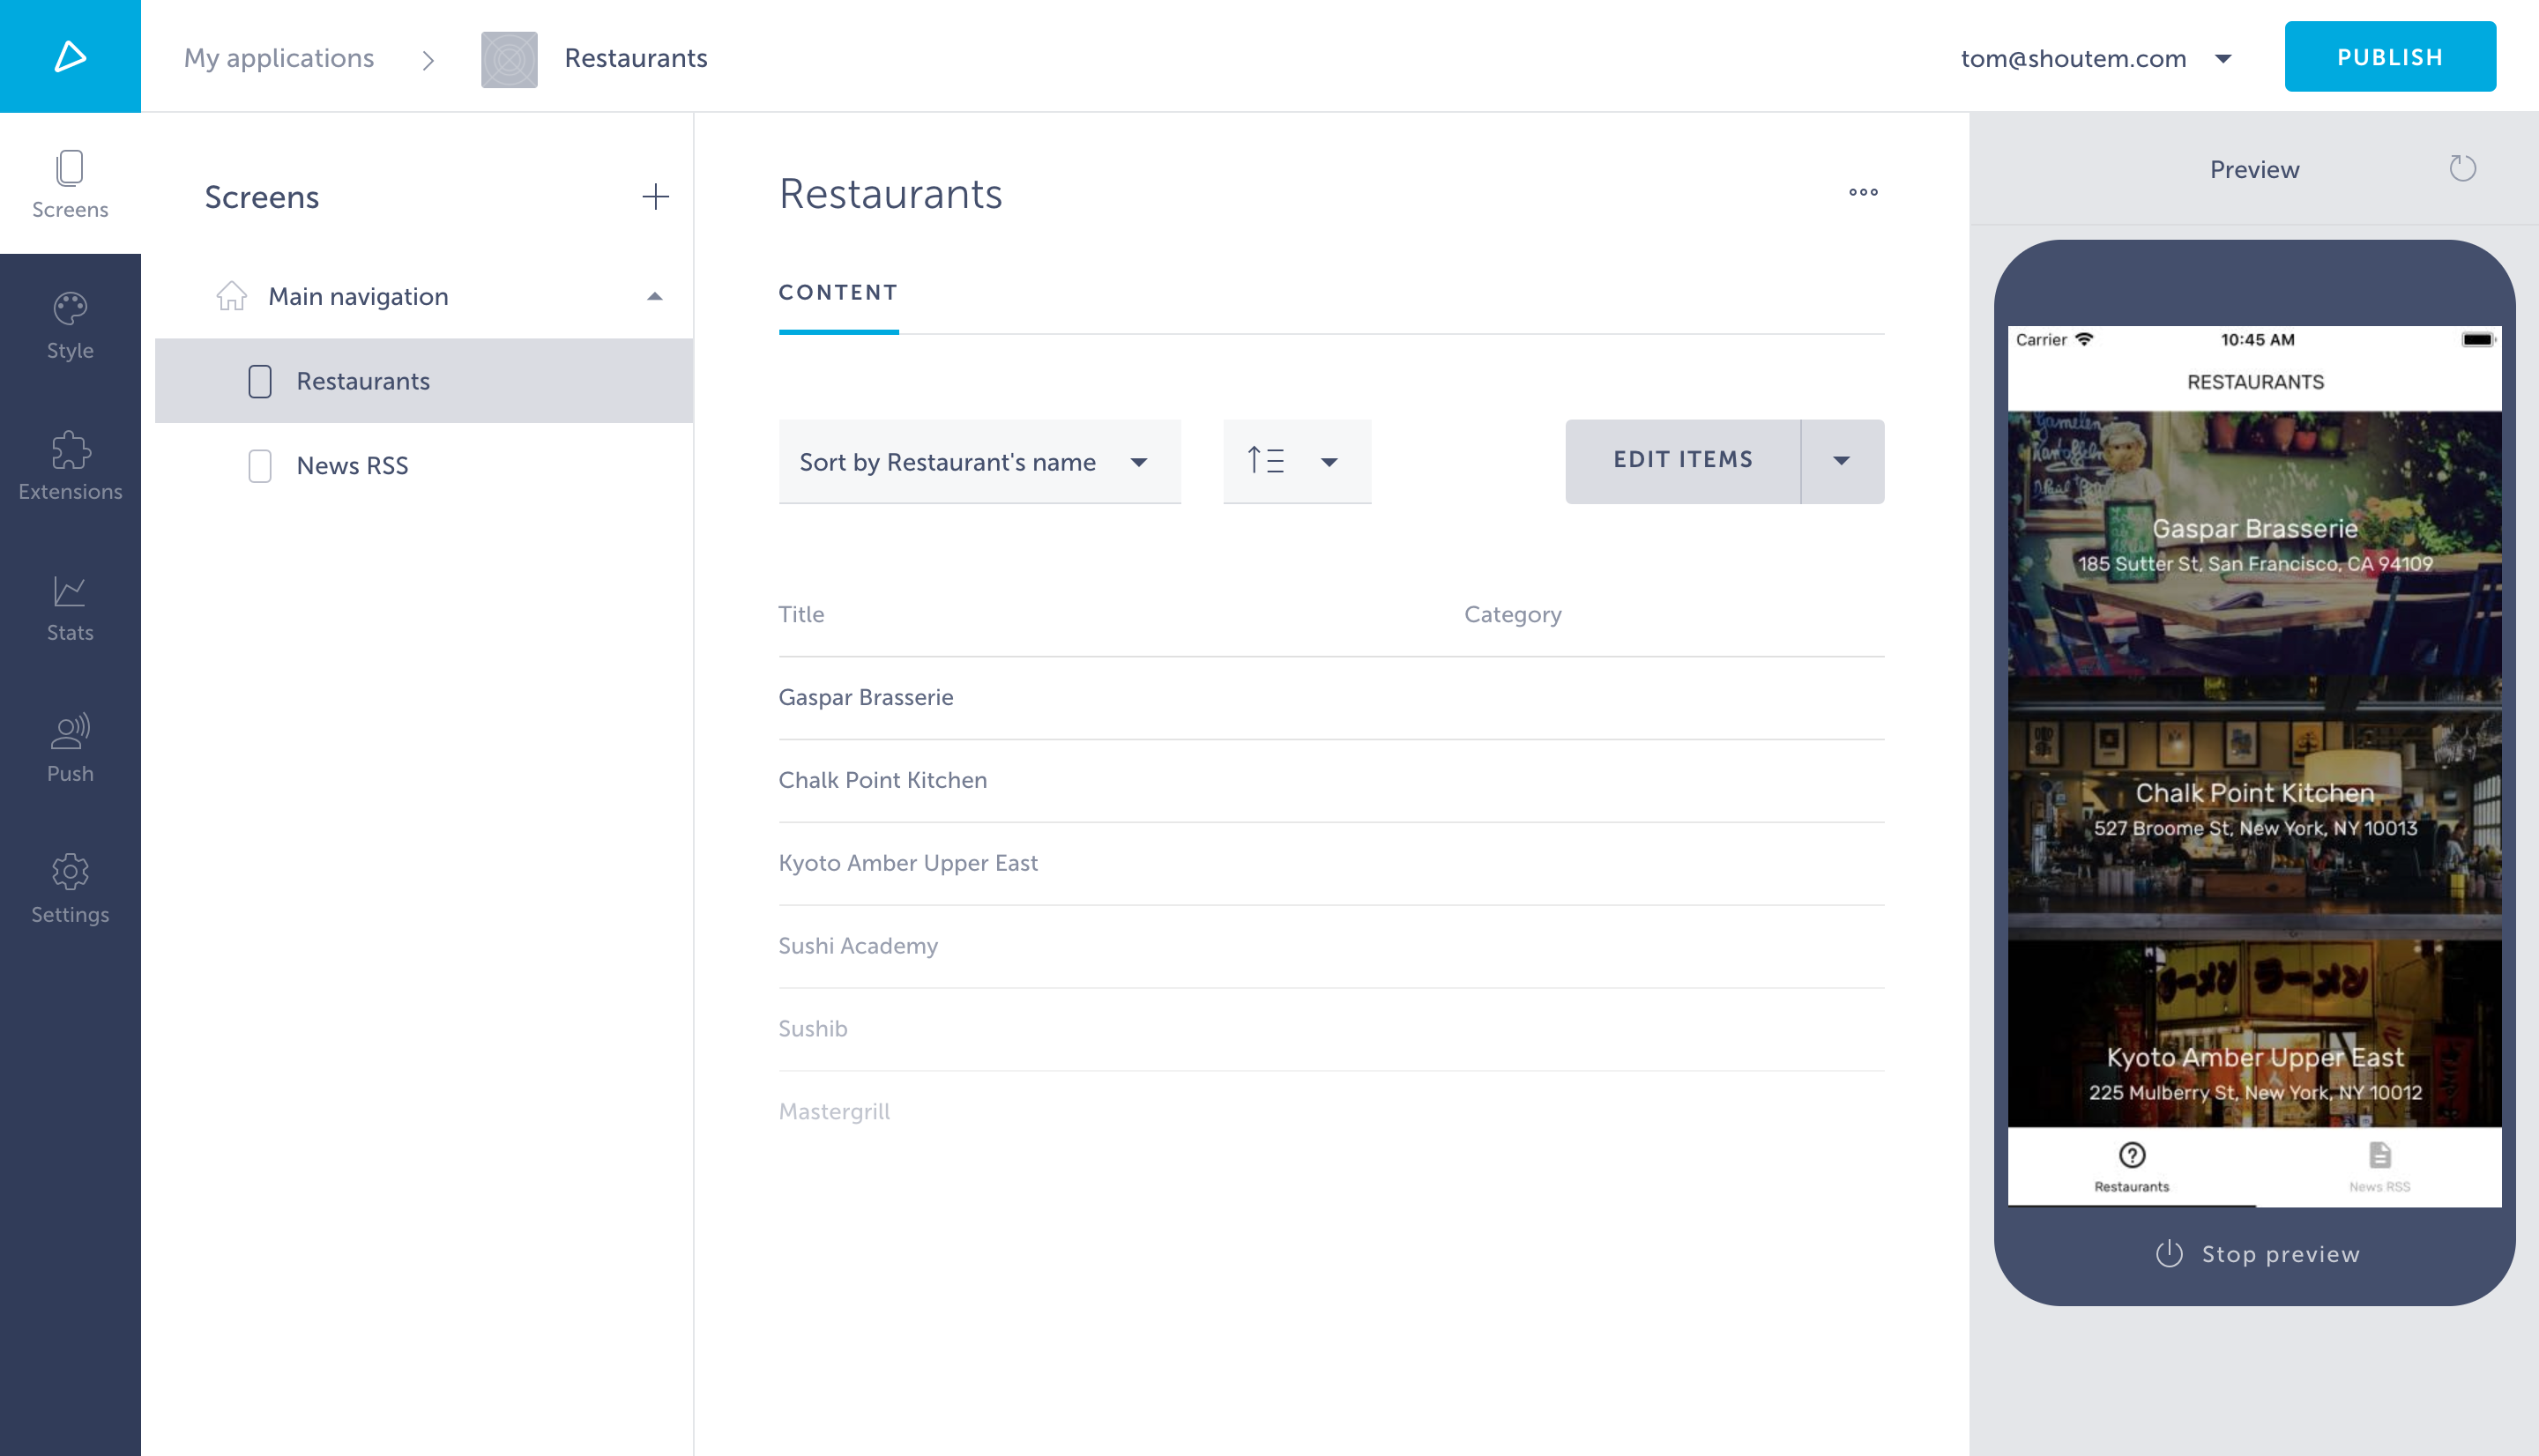 My applications
Restaurants
tom@shoutem.com
PUBLISH
Screens
Style
Extensions
Stats
Push
Settings
Screens
Main navigation
Restaurants
News RSS
Restaurants
CONTENT
Sort by Restaurant's name
EDIT ITEMS
Title Category
Gaspar Brasserie
Chalk Point Kitchen
Kyoto Amber Upper East
Sushi Academy
Sushib
Mastergrill
Preview
Carrier 10:45 AM
RESTAURANTS
Gaspar Brasserie
185 Sutter St, San Francisco, CA 94109
Chalk Point Kitchen
527 Broome St, New York, NY 10013
Kyoto Amber Upper East
225 Mulberry St, New York, NY 10012
Restaurants News RSS
Stop preview